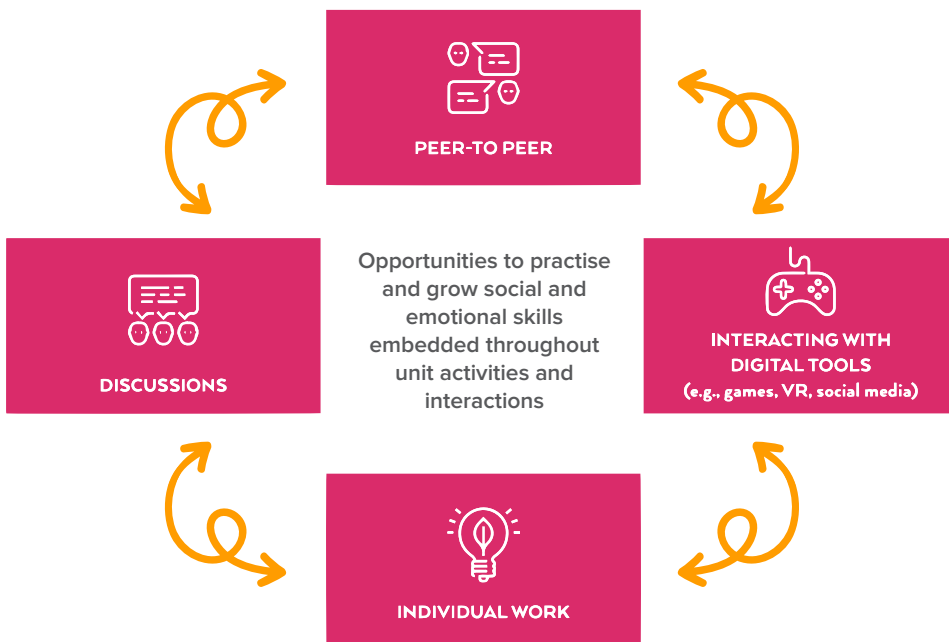 PEER-TO PEER
DISCUSSIONS
Opportunities to practise
and grow social and
emotional skills
embedded throughout
unit activities and
interactions
INTERACTING WITH
DIGITAL TOOLS
(e.g., games, VR, social media)
INDIVIDUAL WORK